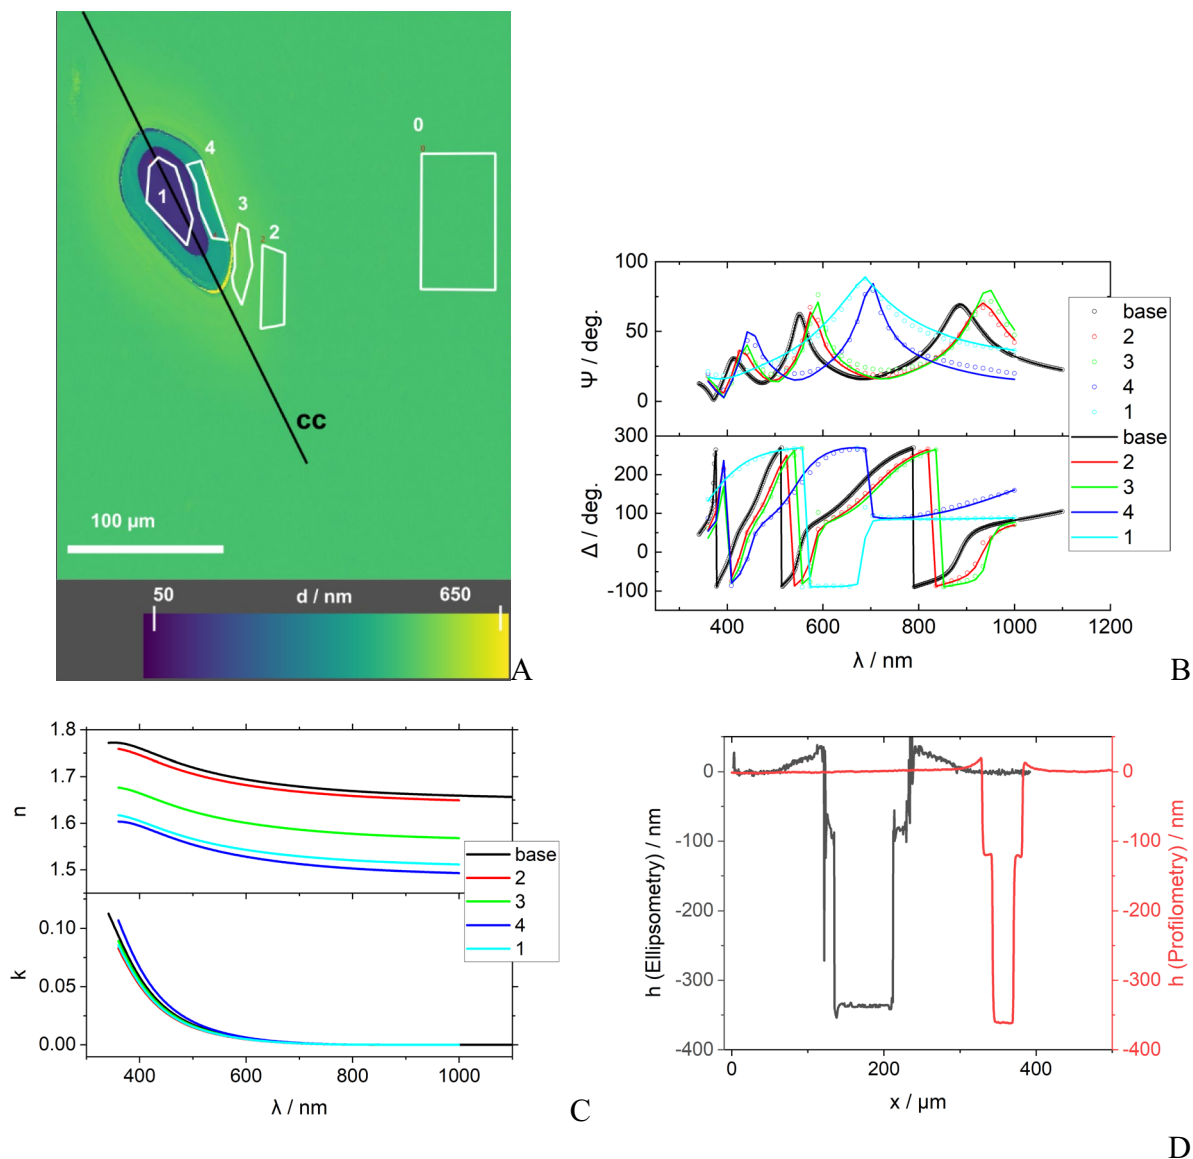 0
4
1
3
2
0
2
cc
100 µm
50 d / nm 650
A
100
50
0
Ψ / deg.
300
200
100
0
-100
Δ / deg.
400 600 800 1000 1200
λ / nm
base
2
3
4
1
base
2
3
4
1
B
1.8
1.7
1.6
1.5
n
0.10
0.05
0.00
k
400 600 800 1000
λ / nm
base
2
3
4
1
C
0
-100
-200
-300
-400
h (Ellipsometry) / nm
0
-100
-200
-300
-400
h (Profilometry) / nm
0 200 400
x / µm
D